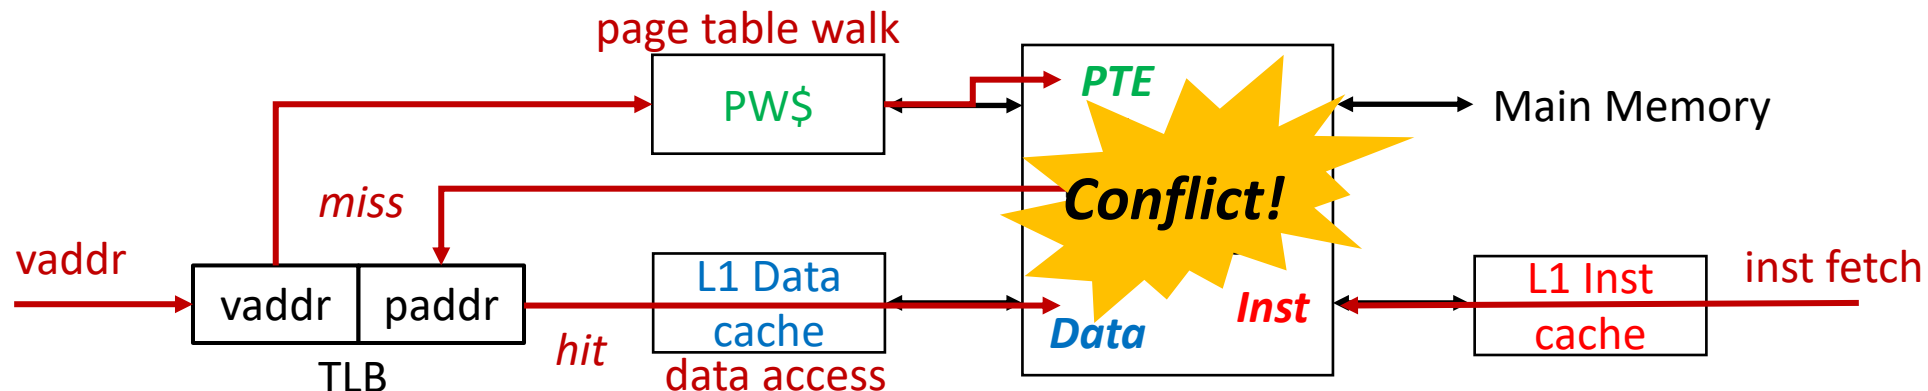 page table walk
PW$
PTE
Main Memory
miss
Conflict!
vaddr
vaddr
paddr
TLB
hit
L1 Data
cache
data access
Data
Inst
L1 Inst
cache
inst fetch